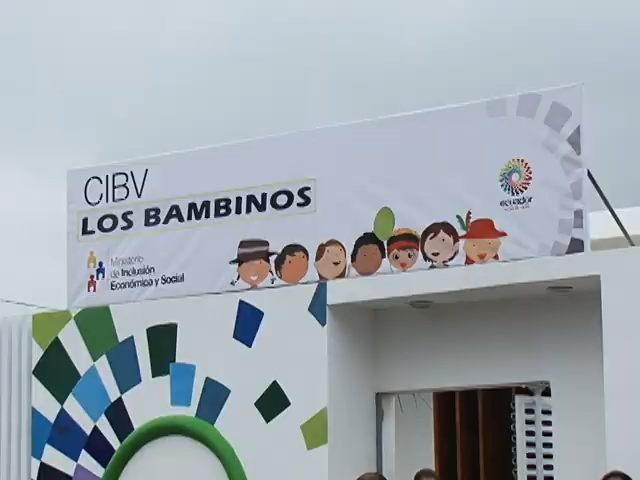 CIBV
LOS BAMBINOS
Ministerio
de Inclusión
Económica y Social
ecuador